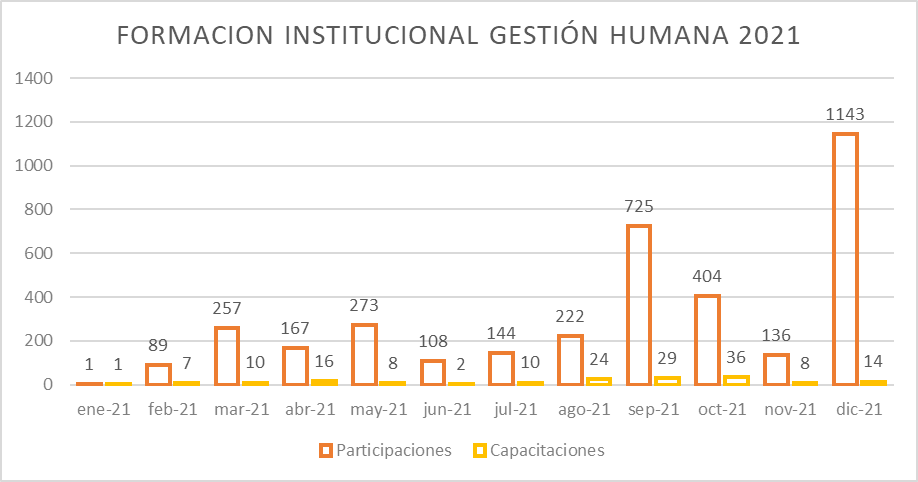 FORMACION INSTITUCIONAL GESTIÓN HUMANA 2021
1400
1200
1000
800
600
400
200
0
1 1 89 7 257 10 167 16 273 8 108 2 144 10 222 24 725 29 404 36 136 8 1143 14
ene-21 feb-21 mar-21 abr-21 may-21 jun-21 jul-21 ago-21 sep-21 oct-21 nov-21 dic-21
Participaciones Capacitaciones